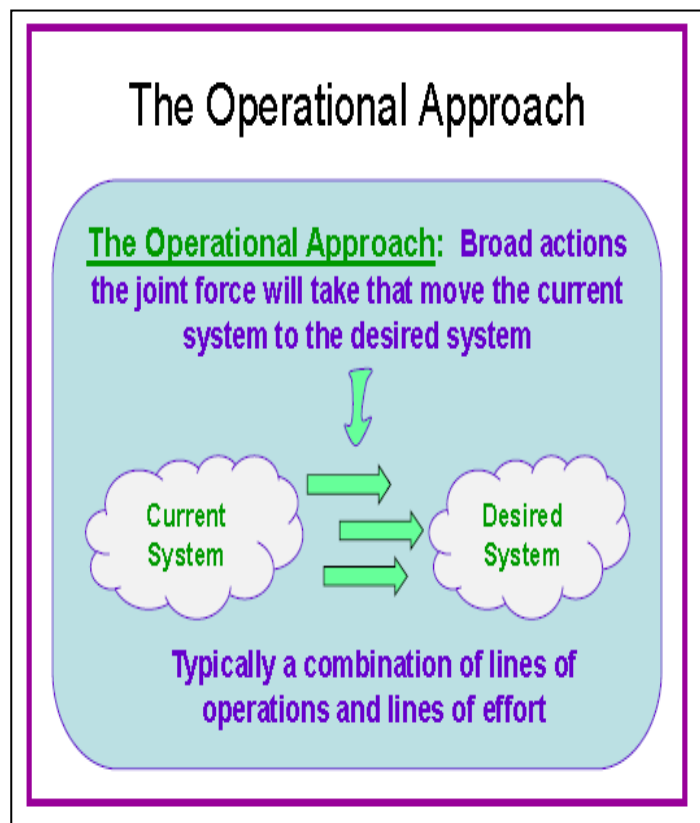 The Operational Approach
The Operational Approach: Broad actions
the joint force will take that move the current
system to the desired system
Current
System
Desired
System
Typically a combination of lines of
operations and lines of effort